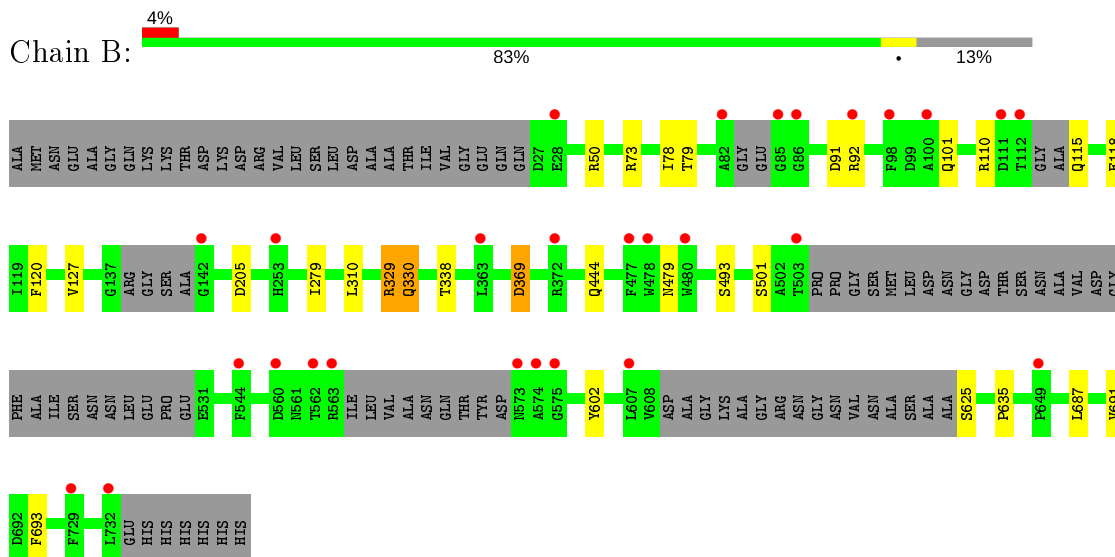 4%
Chain B:
83%
•
13%
ALA MET ASN GLU ALA GLY GLN LYS LYS THR ASP LYS ASP ARG VAL LEU SER LEU ASP ALA ALA THR ILE VAL GLY GLU GLN GLN D27 E28 R50 R73 I78 T79 A82 GLY GLU G85 G86 D91 R92 F98 D99 A100 Q101 R110 D111 T112 GLY ALA Q115
I119 F120 V127 G137 ARG GLY SER ALA G142 D205 H253 I279 L310 R329 Q330 T338 L363 D369 R372 Q444 F477 W478 N479 W480 S493 S501 A502 T503 PRO PRO GLY SER MET LEU ASP ASN GLY ASP THR SER ASN ALA VAL ASP GLY
PHE ALA ILE SER ASN ASN LEU GLU PRO GLU E531 F544 D560 N561 T562 R563 ILE LEU VAL ALA ASN GLN THR TYR ASP N573 A574 G575 Y602 L607 V608 ASP ALA GLY LYS ALA GLY ARG ASN GLY ASN VAL ASN ALA SER ALA ALA S625 P635 P649 L687
D692 F693 F729 L732 GLU HIS HIS HIS HIS HIS HIS